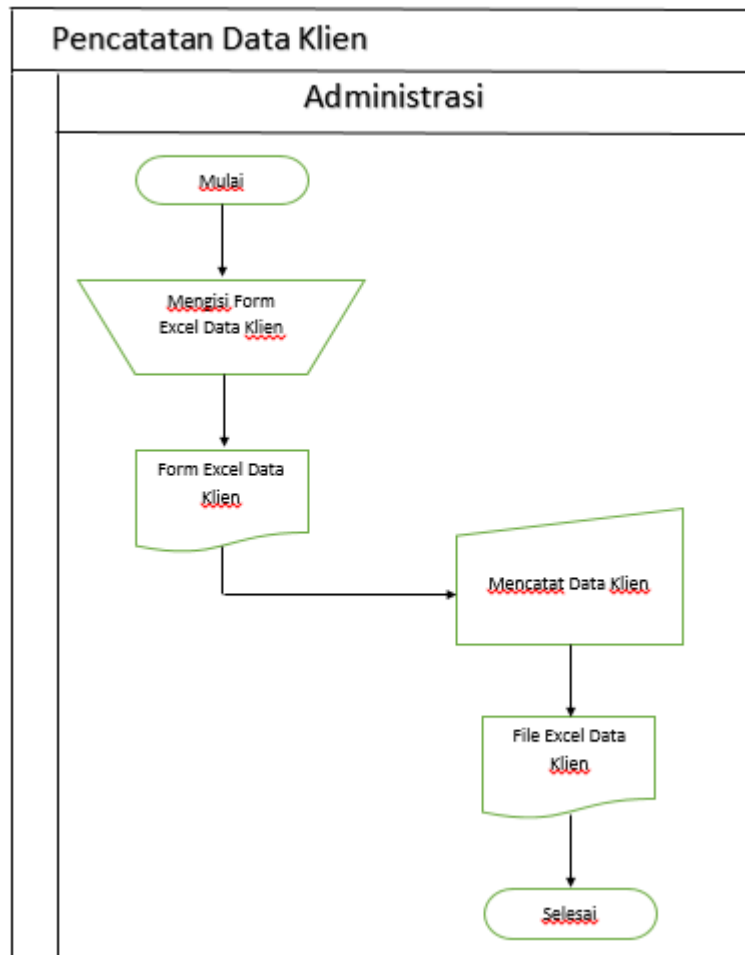 Pencatatan Data Klien
Administrasi
Mulai
Mengisi Form
Excel Data Klien
Form Excel Data
Klien
Mencatat Data Klien
File Excel Data
Klien
Selesai